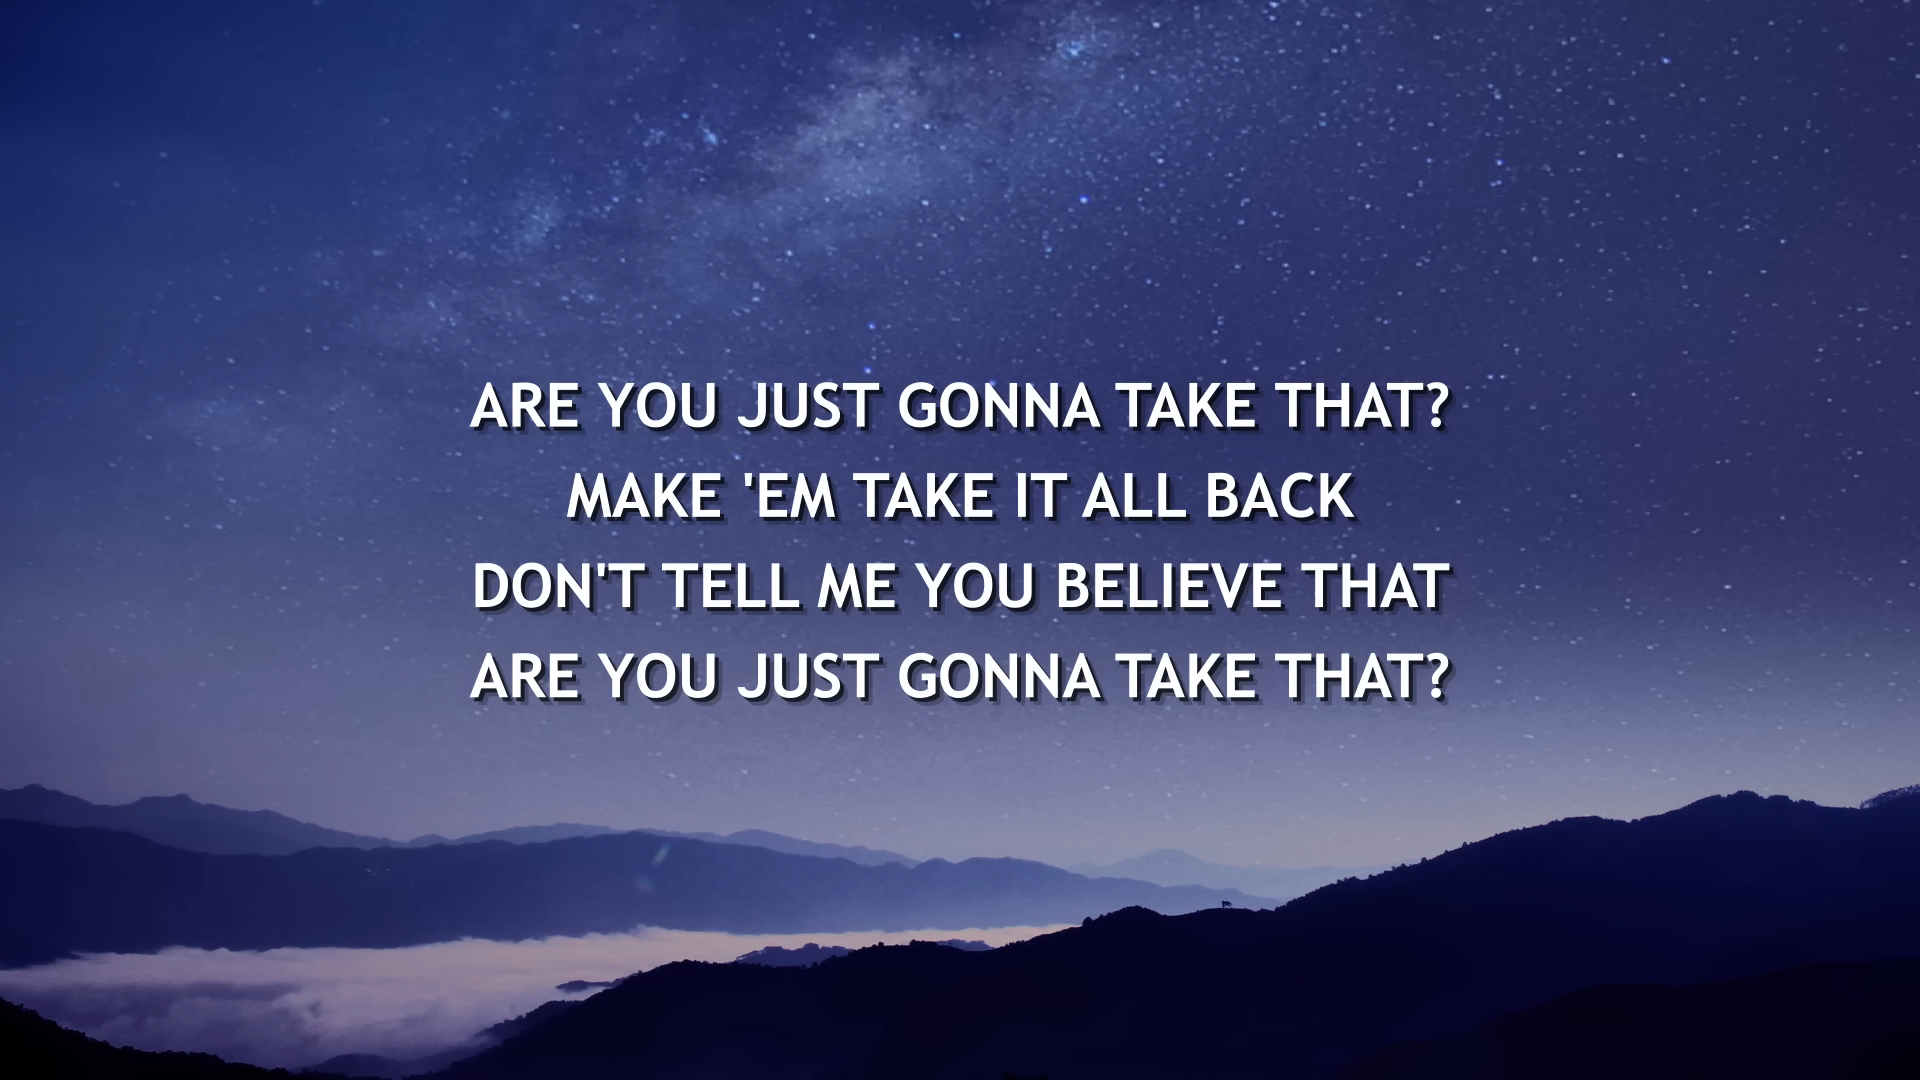 ARE YOU JUST GONNA TAKE THAT?
MAKE 'EM TAKE IT ALL BACK
DON'T TELL ME YOU BELIEVE THAT
ARE YOU JUST GONNA TAKE THAT?